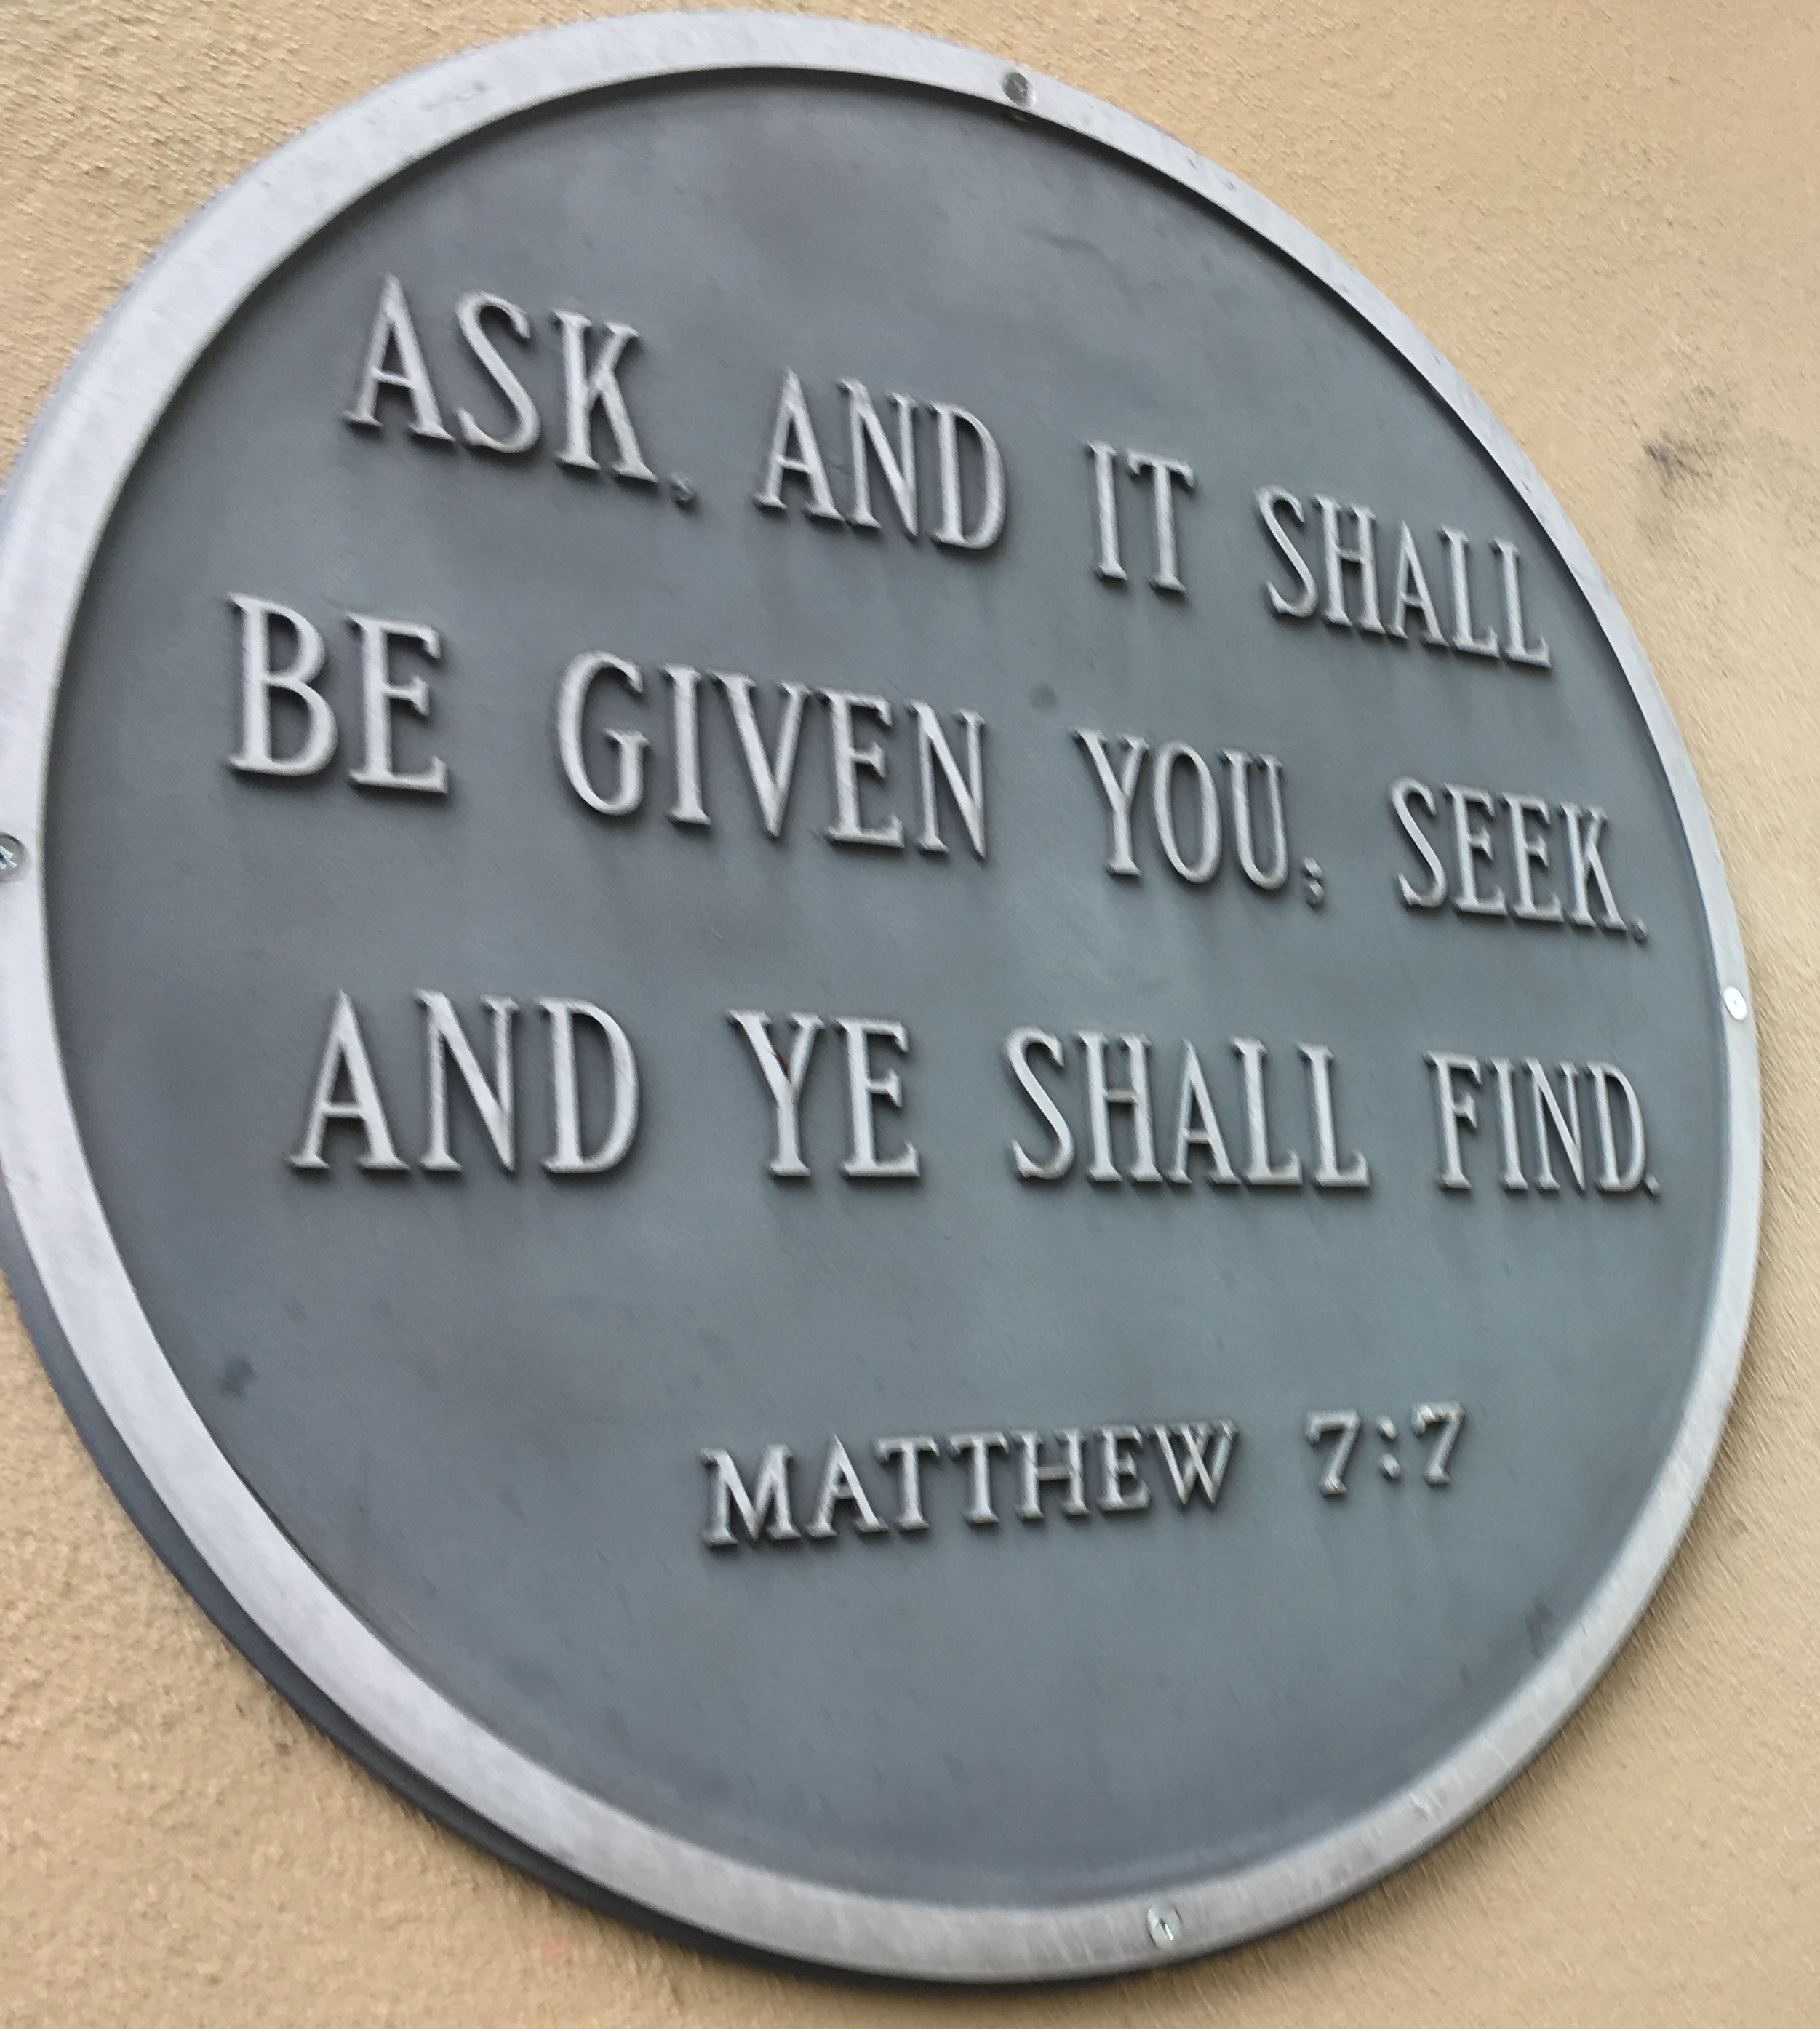 ASK, AND IT SHALL
BE GIVEN YOU; SEEK,
AND YE SHALL FIND.
MATTHEW 7:7